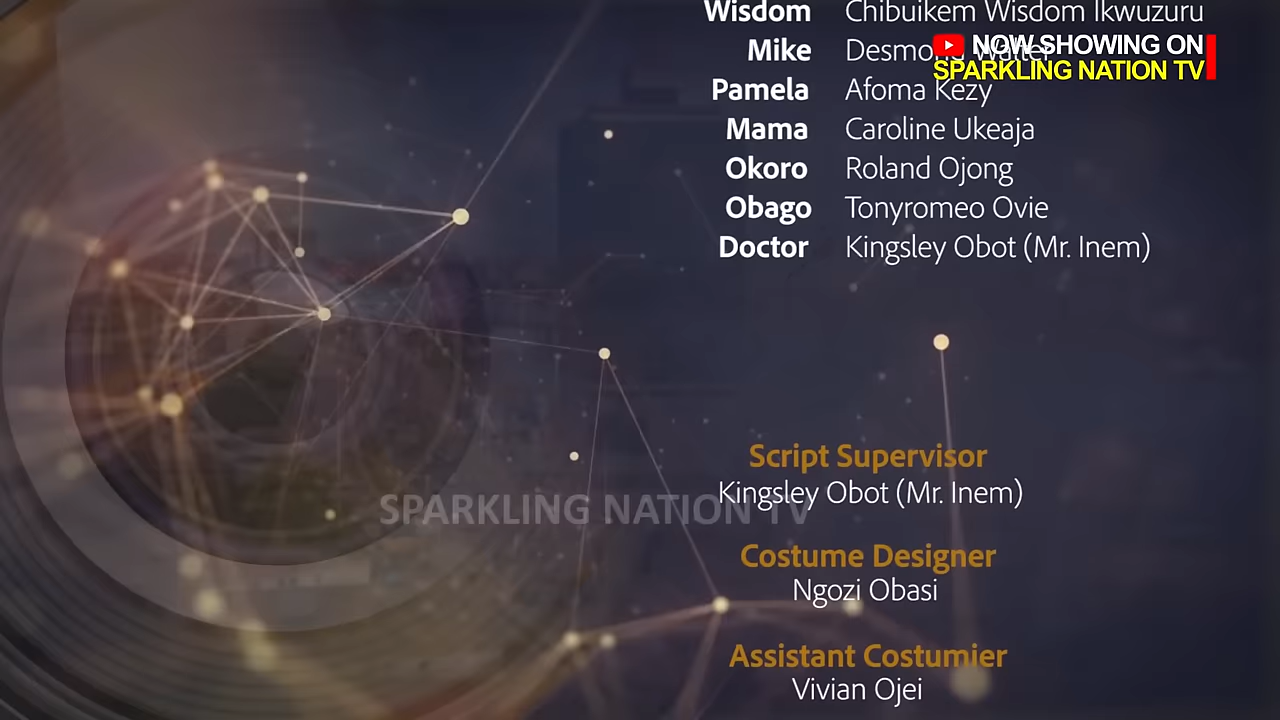 Wisdom Chibuikem Wisdom Ikwuzuru
NOW SHOWING ON
SPARKLING NATION TV
Mike Desmond Walter
Pamela Afoma Kezy
Mama Caroline Ukeaja
Okoro Roland Ojong
Obago Tonyromeo Ovie
Doctor Kingsley Obot (Mr. Inem)
Script Supervisor
Kingsley Obot (Mr. Inem)
SPARKLING NATION TV
Costume Designer
Ngozi Obasi
Assistant Costumier
Vivian Ojei